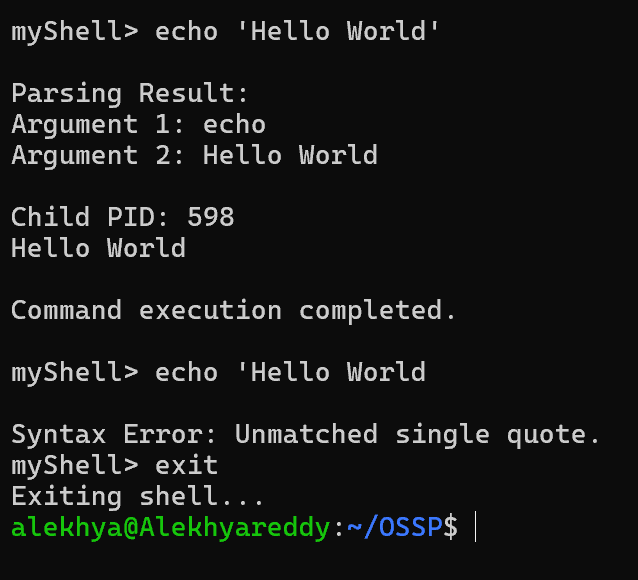 myShell> echo 'Hello World'
Parsing Result:
Argument 1: echo
Argument 2: Hello World
Child PID: 598
Hello World
Command execution completed.
myShell> echo 'Hello World
Syntax Error: Unmatched single quote.
myShell> exit
Exiting shell...
alekhya@Alekhyareddy:~/OSSP$